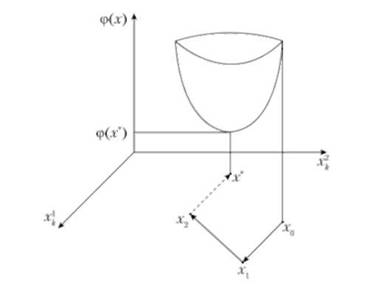 φ(x)
φ(x*)
x_k^2
x*
x_k^1
x_2
x_0
x_1